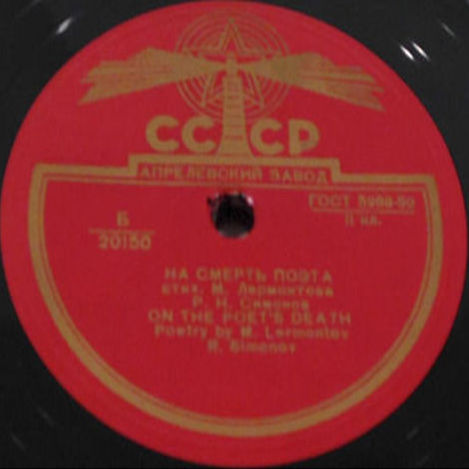 СССР
АПРЕЛЕВСКИЙ ЗАВОД
ГОСТ 5289-50
II кл.
Б
20150
НА СМЕРТЬ ПОЭТА
стих. М. Лермонтова
Р. Н. Симонов
ON THE POET'S DEATH
Poetry by M. Lermontov
R. Simonov